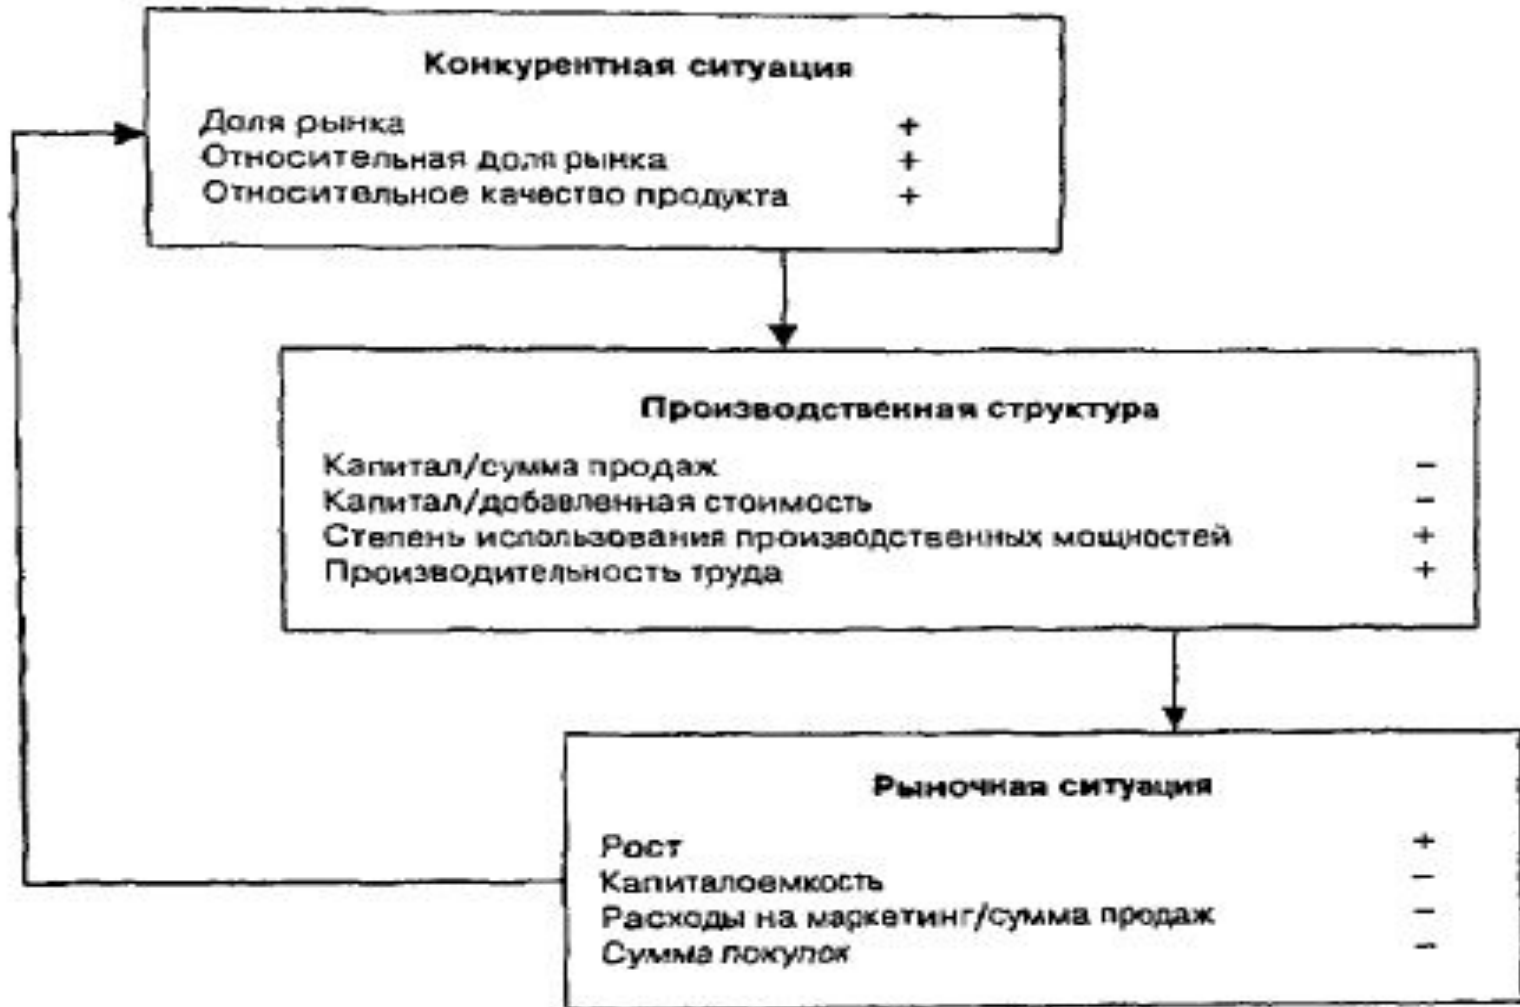 Конкурентная ситуация
Доля рынка +
Относительная доля рынка +
Относительное качество продукта +
Производственная структура
Капитал/сумма продаж –
Капитал/добавленная стоимость –
Степень использования производственных мощностей +
Производительность труда +
Рыночная ситуация
Рост +
Капиталоемкость –
Расходы на маркетинг/сумма продаж –
Сумма покупок –